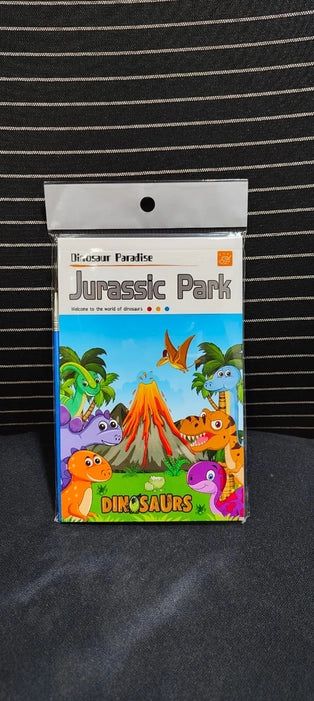 Dinosaur Paradise
Jurassic Park
Welcome to the world of dinosaurs
DINOSAURS